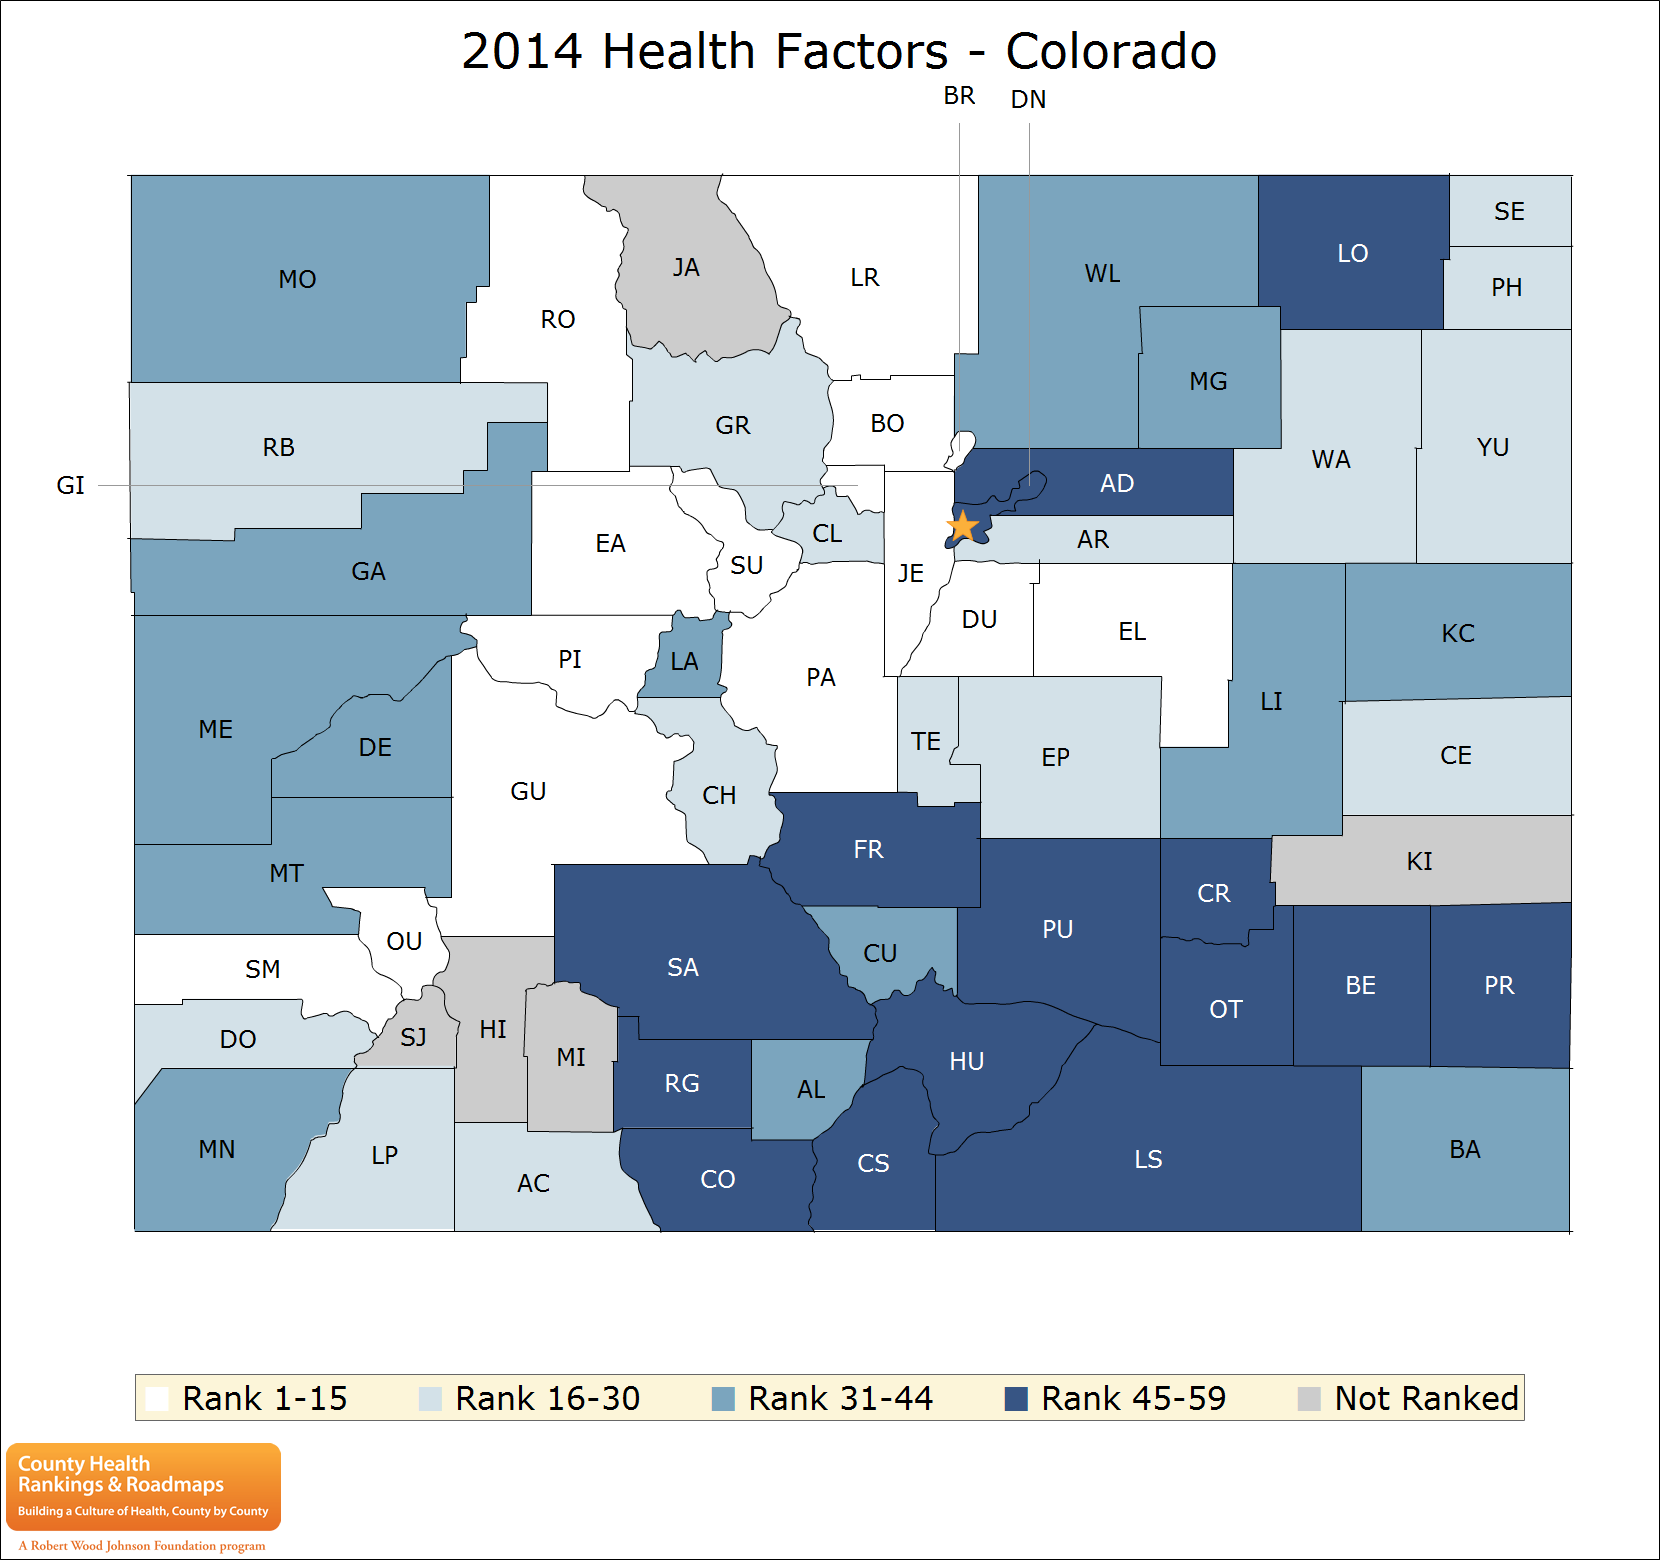 2014 Health Factors - Colorado
BR DN
SE
LO
JA
WL
LR
MO
PH
RO
MG
BO
GR
RB
YU
WA
GI
AD
CL
AR
EA
SU
GA
JE
DU
EL
KC
PI
LA
PA
LI
ME
TE
DE
EP
CE
GU
CH
FR
KI
MT
CR
PU
OU
CU
SA
SM
BE
PR
OT
HI
SJ
DO
MI
HU
RG
AL
MN
LP
LS
BA
CS
CO
AC
Rank 1-15 Rank 16-30 Rank 31-44 Rank 45-59 Not Ranked
County Health
Rankings & Roadmaps
Building a Culture of Health, County by County
A Robert Wood Johnson Foundation program